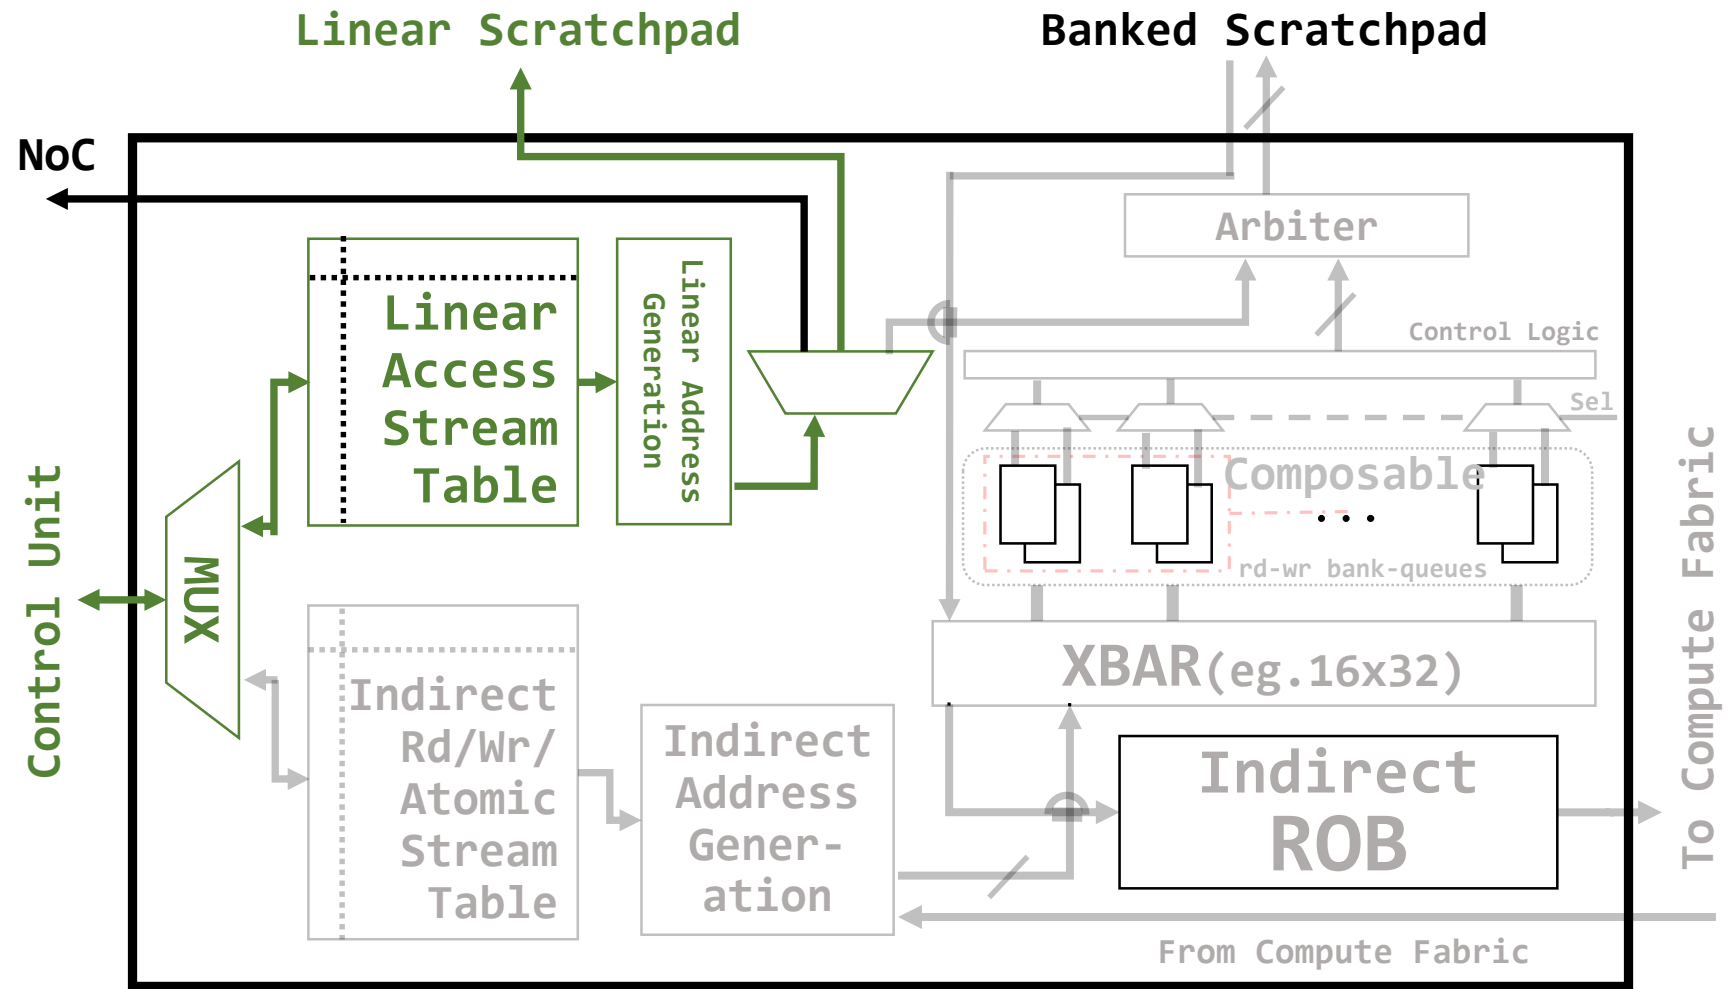 Linear Scratchpad
Banked Scratchpad
NoC
Arbiter
Linear
Access
Stream
Table
Linear Address
Generation
Control Logic
Sel
Composable
...
rd-wr bank-queues
Control Unit
MUX
To Compute Fabric
XBAR(eg.16x32)
Indirect
Rd/Wr/
Atomic
Stream
Table
Indirect
Address
Gener-
ation
Indirect
ROB
From Compute Fabric